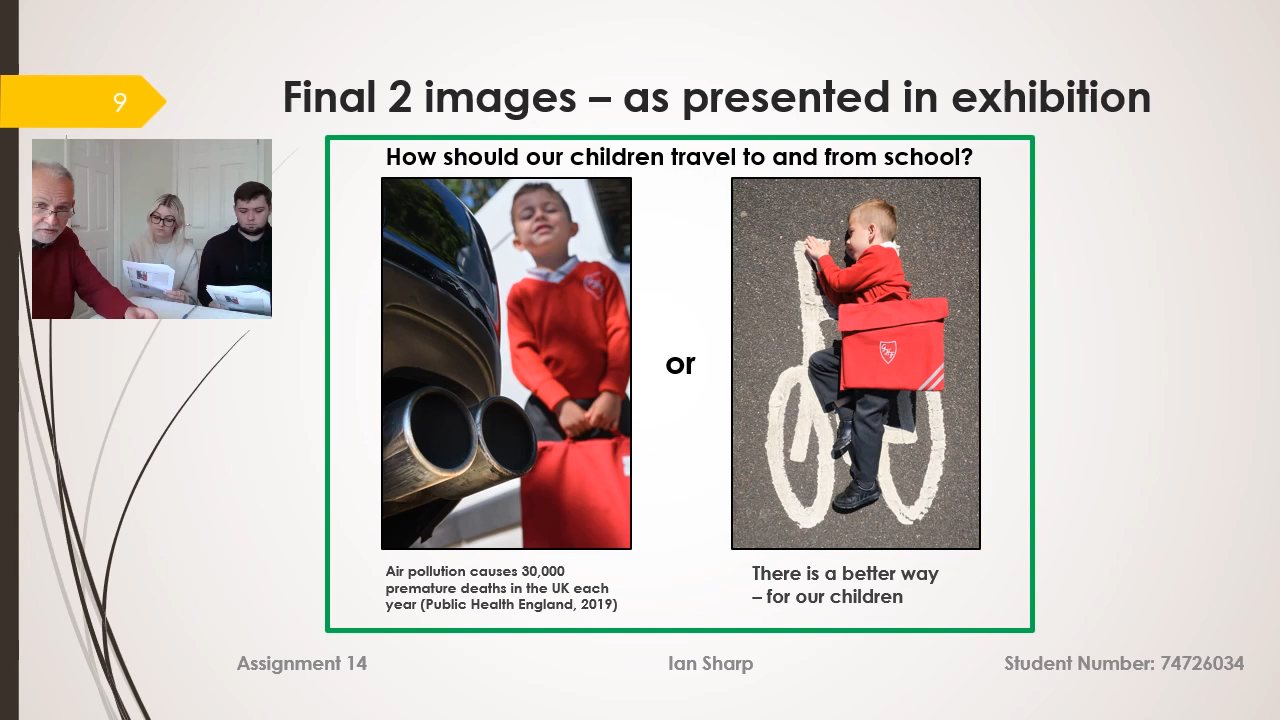 9
Final 2 images – as presented in exhibition
How should our children travel to and from school?
or
Air pollution causes 30,000
premature deaths in the UK each
year (Public Health England, 2019)
There is a better way
– for our children
Assignment 14
Ian Sharp
Student Number: 74726034